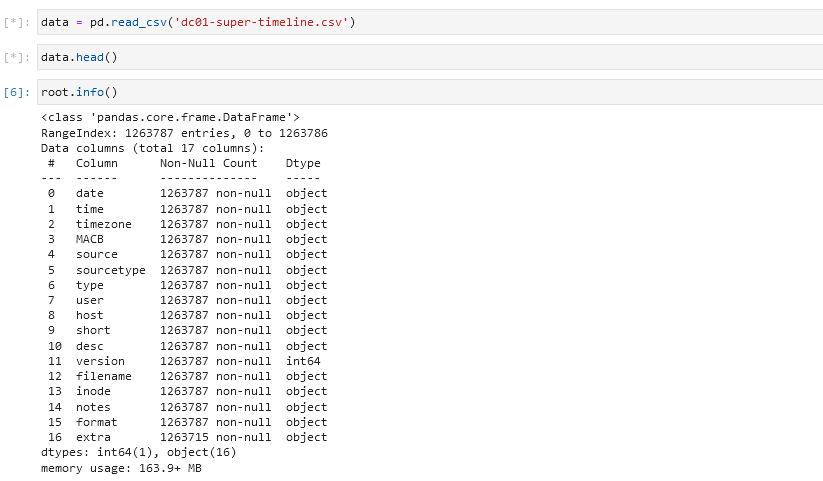 [*]: data = pd.read_csv('dc01-super-timeline.csv')
[*]: data.head()
[6]: root.info()
<class 'pandas.core.frame.DataFrame'>
RangeIndex: 1263787 entries, 0 to 1263786
Data columns (total 17 columns):
 #   Column      Non-Null Count    Dtype
---  ------      --------------    -----
 0   date        1263787 non-null  object
 1   time        1263787 non-null  object
 2   timezone    1263787 non-null  object
 3   MACB        1263787 non-null  object
 4   source      1263787 non-null  object
 5   sourcetype  1263787 non-null  object
 6   type        1263787 non-null  object
 7   user        1263787 non-null  object
 8   host        1263787 non-null  object
 9   short       1263787 non-null  object
 10  desc        1263787 non-null  object
 11  version     1263787 non-null  int64
 12  filename    1263787 non-null  object
 13  inode       1263787 non-null  object
 14  notes       1263787 non-null  object
 15  format      1263787 non-null  object
 16  extra       1263715 non-null  object
dtypes: int64(1), object(16)
memory usage: 163.9+ MB